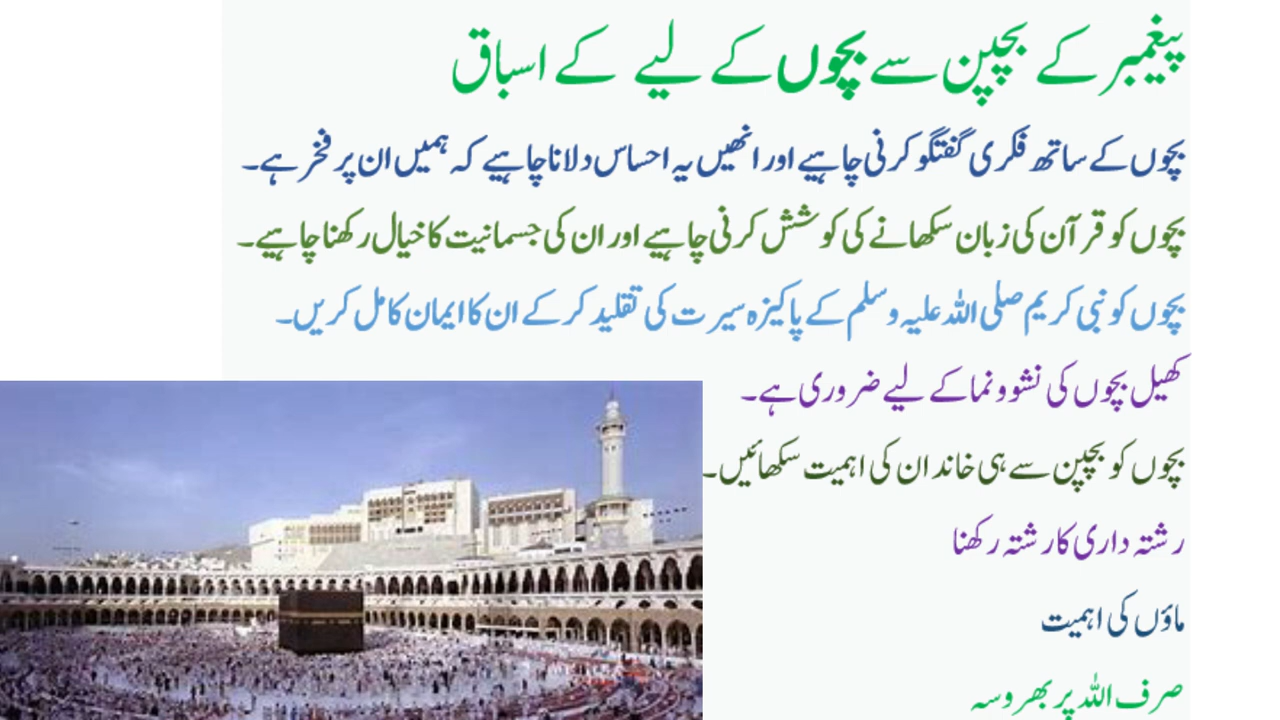 پیغمبر کے بچپن سے بچوں کے لیے کے اسباق
بچوں کے ساتھ فکری گفتگو کرنی چاہیے اور انھیں یہ احساس دلانا چاہیے کہ ہمیں ان پر فخر ہے۔
بچوں کو قرآن کی زبان سکھانے کی کوشش کرنی چاہیے اور ان کی جسمانیت کا خیال رکھنا چاہیے۔
بچوں کو نبی کریم صلی اللہ علیہ وسلم کے پاکیزہ سیرت کی تقلید کر کے ان کا ایمان کامل کریں۔
کھیل بچوں کی نشوونما کے لیے ضروری ہے۔
بچوں کو بچپن سے ہی خاندان کی اہمیت سکھائیں۔
رشتہ داری کا رشتہ رکھنا
ماؤں کی اہمیت
صرف اللہ پر بھروسہ